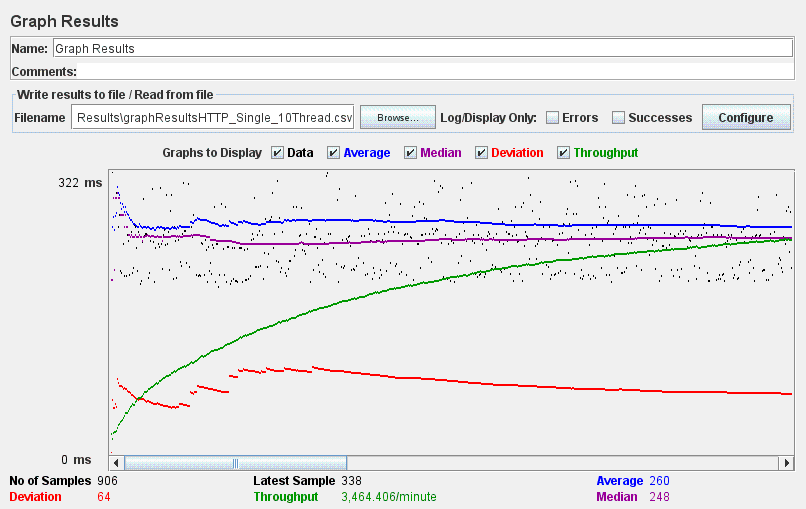 Graph Results
Name: Graph Results
Comments:
Write results to file / Read from file
Filename Results\graphResultsHTTP_Single_10Thread.csv Browse... Log/Display Only: Errors Successes Configure
Graphs to Display Data Average Median Deviation Throughput
322 ms
0 ms
No of Samples 906 Latest Sample 338 Average 260
Deviation 64 Throughput 3,464.406/minute Median 248